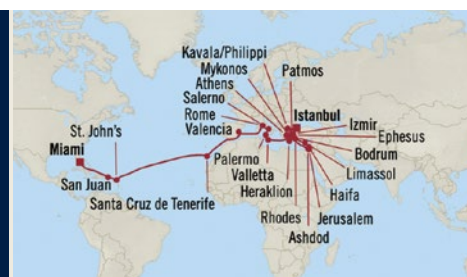 Kavala/Philippi
Mykonos
Patmos
Athens
Salerno
Istanbul
Rome
Izmir
Valencia
Ephesus
St. John's
Miami
Bodrum
Palermo
Limassol
San Juan
Valletta
Haifa
Santa Cruz de Tenerife
Heraklion
Jerusalem
Rhodes
Ashdod